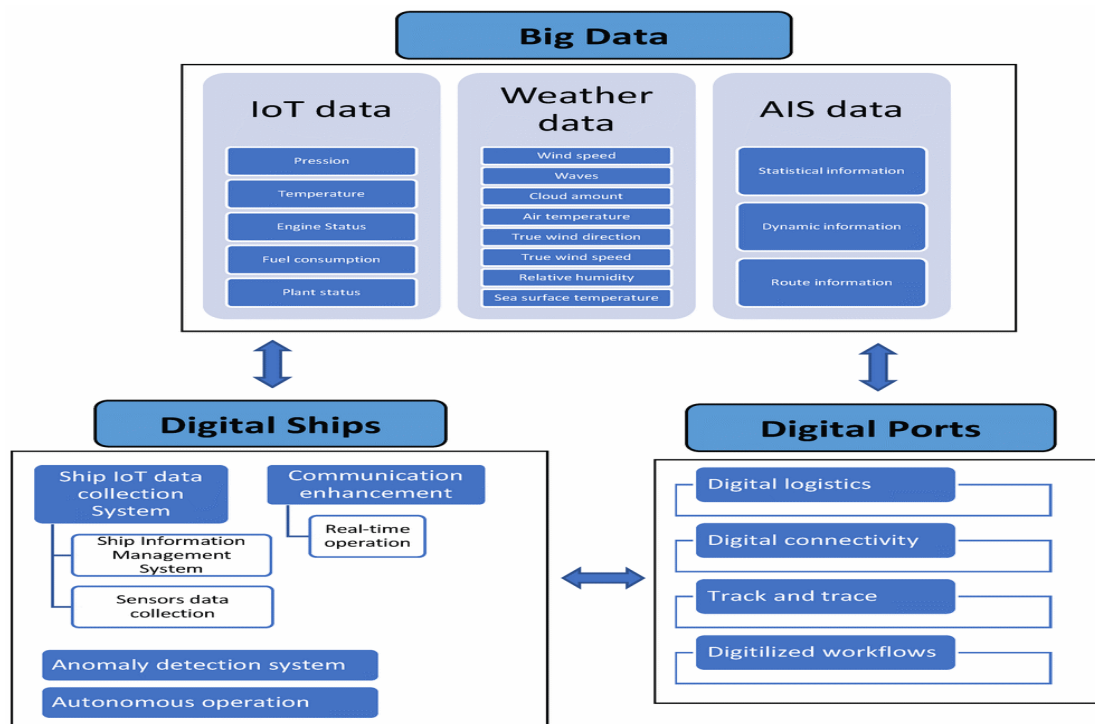 Big Data
IoT data
Pression
Temperature
Engine Status
Fuel consumption
Plant status
Weather
data
Wind speed
Waves
Cloud amount
Air temperature
True wind direction
True wind speed
Relative humidity
Sea surface temperature
AIS data
Statistical information
Dynamic information
Route information
Digital Ships
Ship IoT data
collection
System
Ship Information
Management
System
Sensors data
collection
Communication
enhancement
Real-time
operation
Anomaly detection system
Autonomous operation
Digital Ports
Digital logistics
Digital connectivity
Track and trace
Digitilized workflows